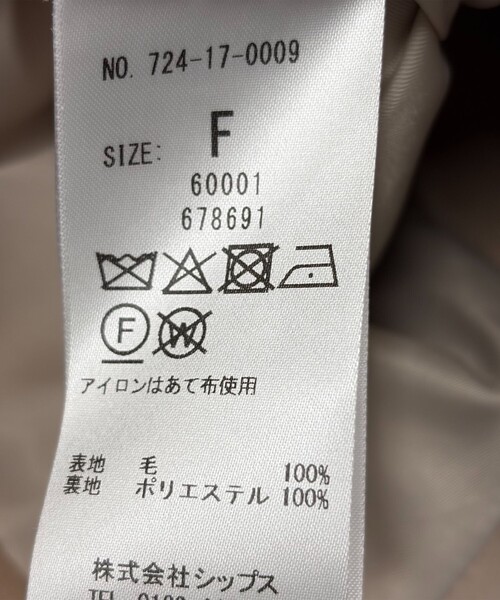 NO. 724-17-0009
SIZE: F
60001
678691
F W
アイロンはあて布使用
表地 毛 100%
裏地 ポリエステル 100%
株式会社シップス
TEL